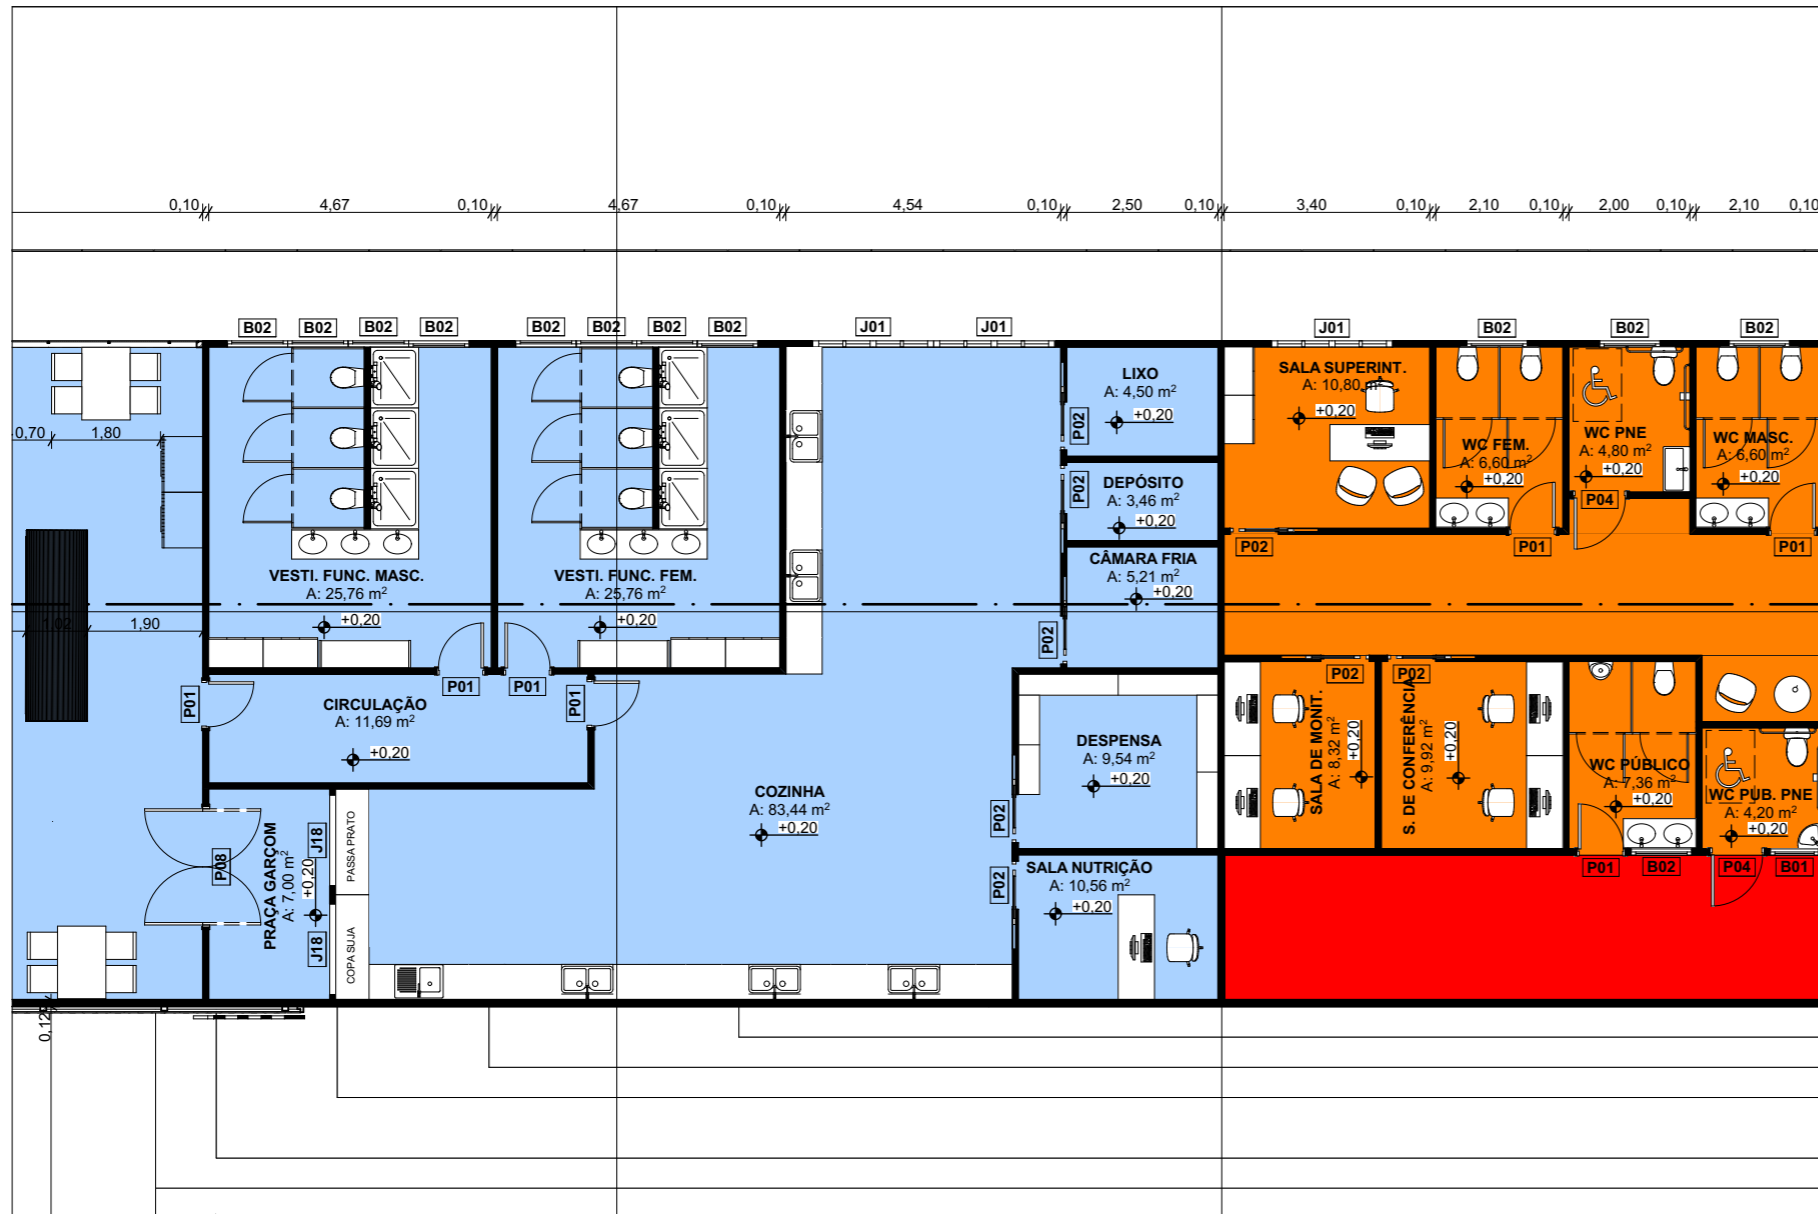 0,10
4,67
0,10
4,67
0,10
4,54
0,10
2,50
0,10
3,40
0,10
2,10
0,10
2,00
0,10
2,10
0,10
B02
B02
B02
B02
B02
B02
B02
B02
J01
J01
J01
B02
B02
B02
0,70
1,80
1,02
1,90
VESTI. FUNC. MASC.
A: 25,76 m²
+0,20
VESTI. FUNC. FEM.
A: 25,76 m²
+0,20
LIXO
A: 4,50 m²
+0,20
P02
DEPÓSITO
A: 3,46 m²
+0,20
P02
CÂMARA FRIA
A: 5,21 m²
+0,20
P02
SALA SUPERINT.
A: 10,80 m²
+0,20
P02
WC FEM.
A: 6,60 m²
+0,20
P01
WC PNE
A: 4,80 m²
+0,20
P04
WC MASC.
A: 6,60 m²
+0,20
P01
P01
P01
P01
P01
CIRCULAÇÃO
A: 11,69 m²
+0,20
P08
PRAÇA GARÇOM
A: 7,00 m²
+0,20
J18
J18
PASSA PRATO
COPA SUJA
COZINHA
A: 83,44 m²
+0,20
DESPENSA
A: 9,54 m²
+0,20
P02
SALA NUTRIÇÃO
A: 10,56 m²
+0,20
P02
SALA DE MONIT.
A: 8,32 m²
+0,20
P02
S. DE CONFERÊNCIA
A: 9,92 m²
+0,20
P02
WC PÚBLICO
A: 7,36 m²
+0,20
P01
B02
WC PUB. PNE
A: 4,20 m²
+0,20
P04
B01